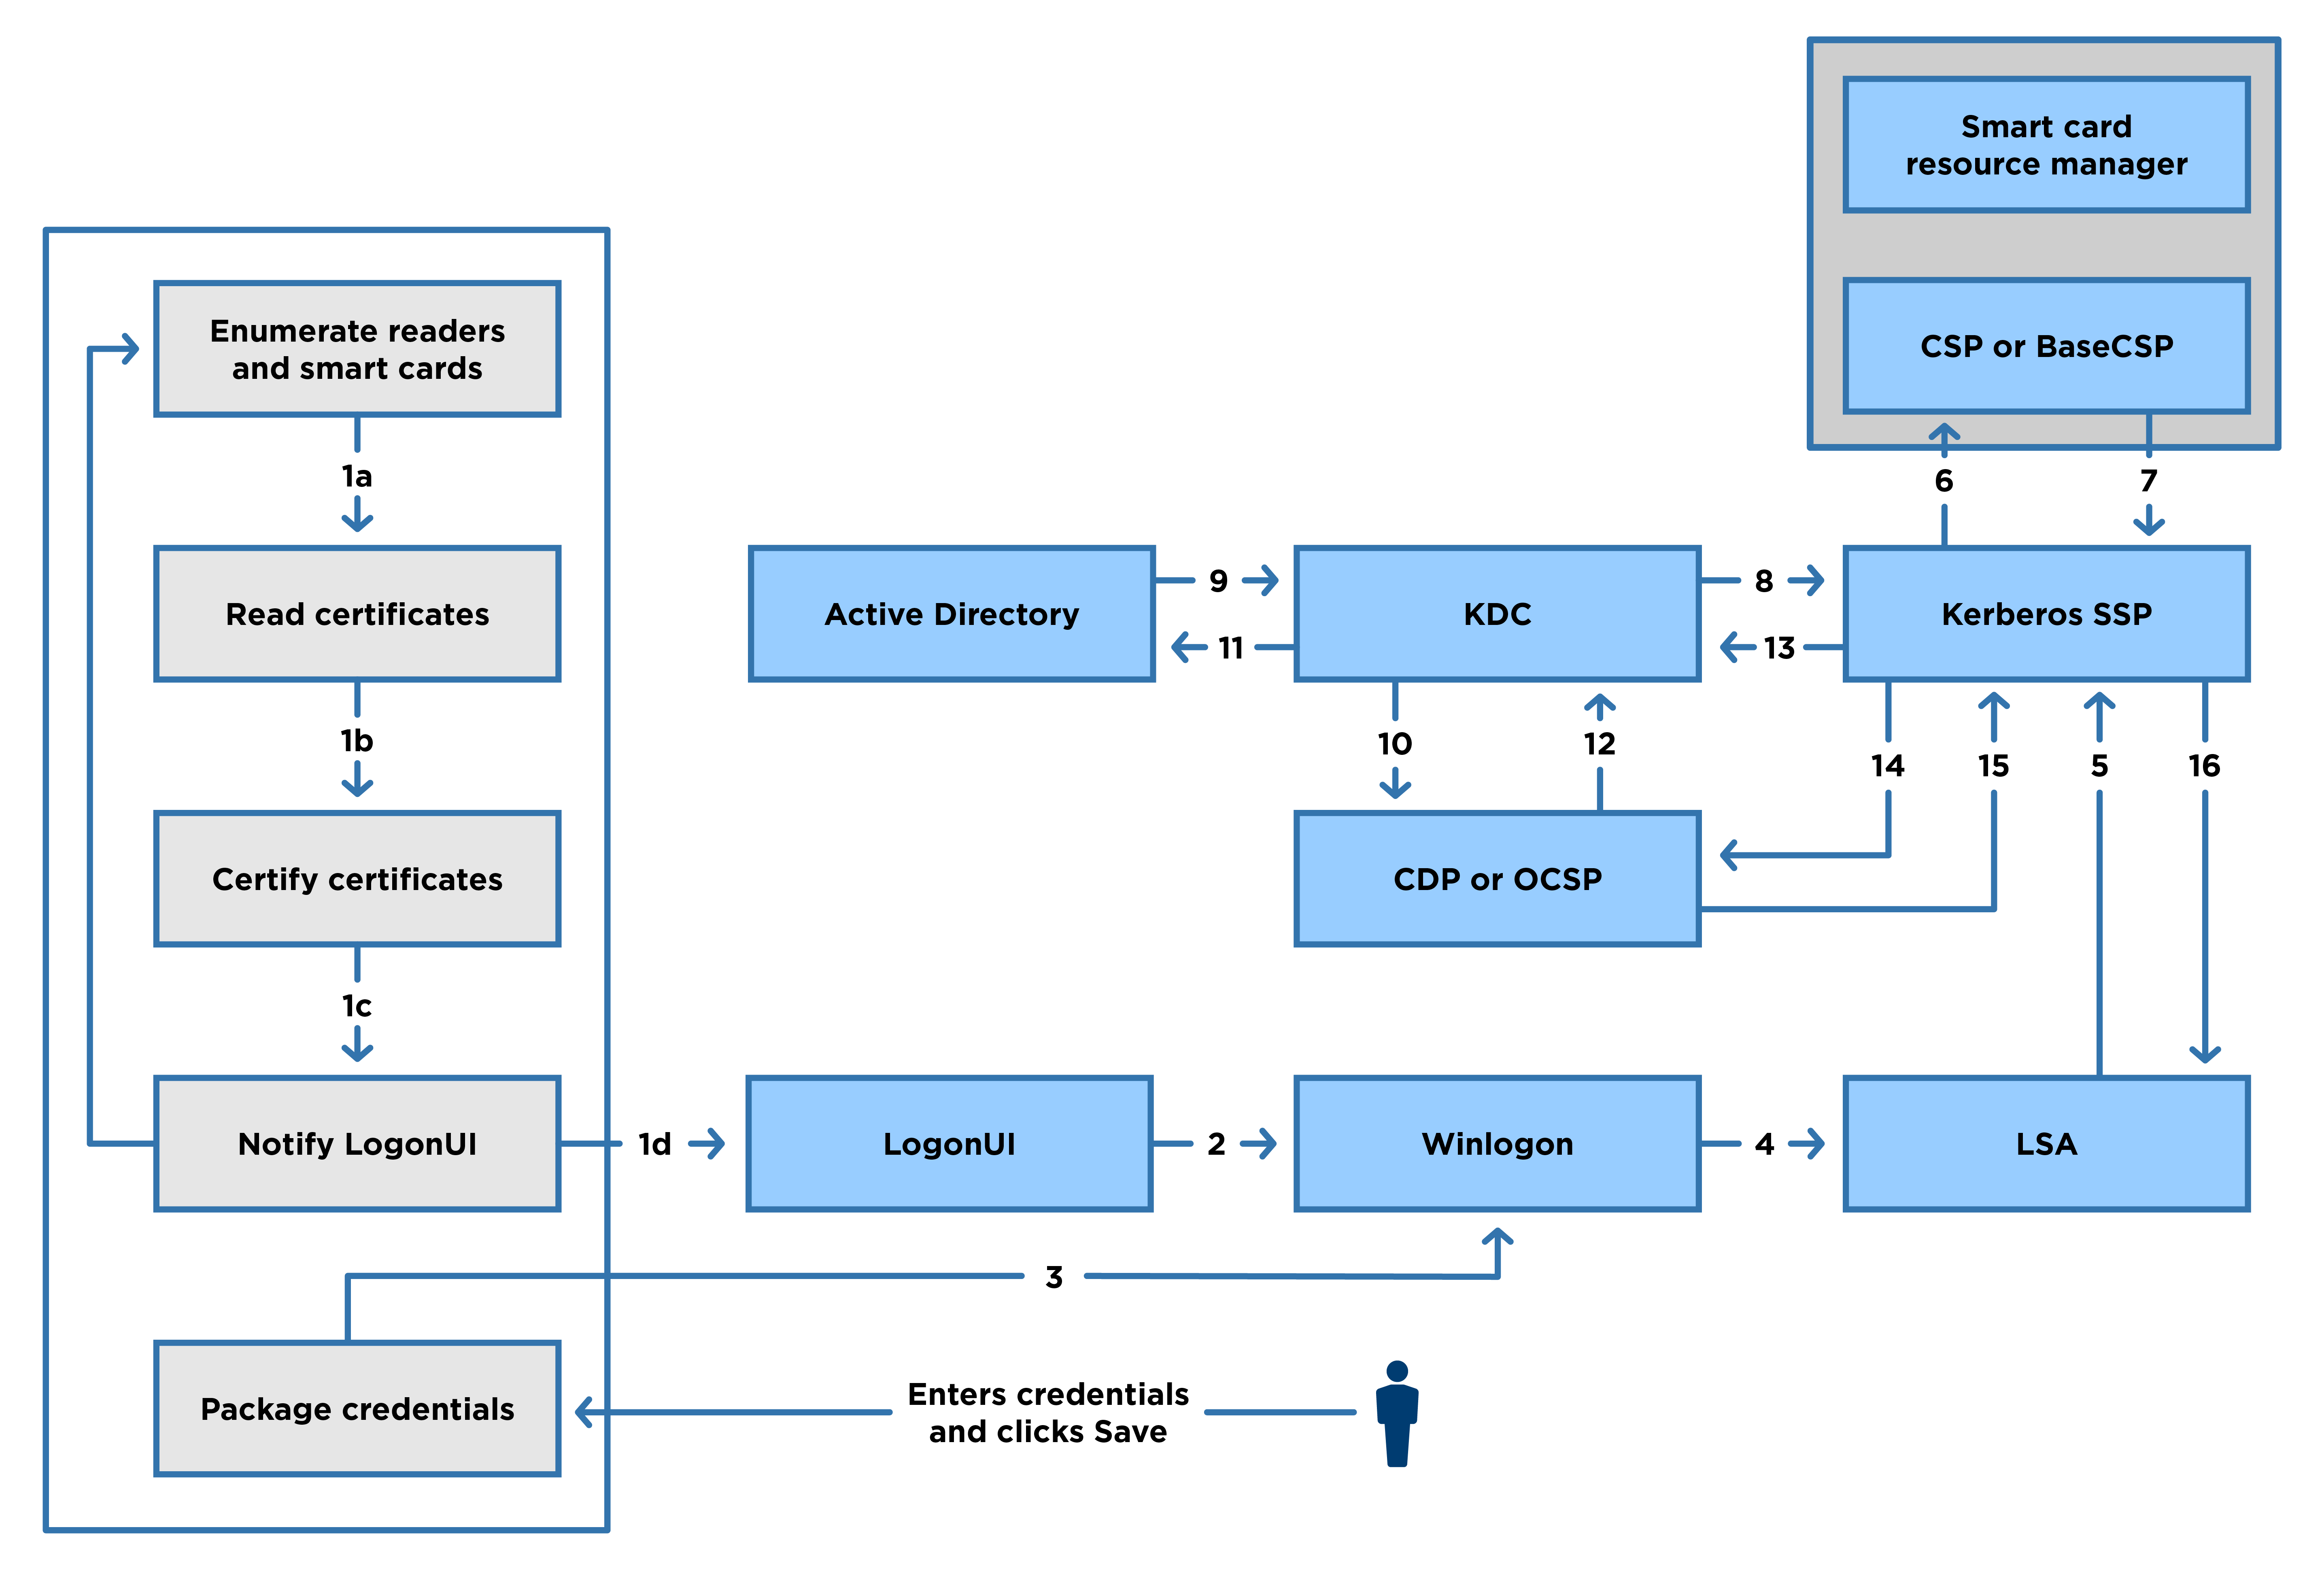 Smart card
resource manager
Enumerate readers
and smart cards
CSP or BaseCSP
1a
6
7
Read certificates
Active Directory
9
11
KDC
8
13
Kerberos SSP
1b
10
12
14
15
5
16
Certify certificates
CDP or OCSP
1c
Notify LogonUI
1d
LogonUI
2
Winlogon
4
LSA
3
Package credentials
Enters credentials
and clicks Save